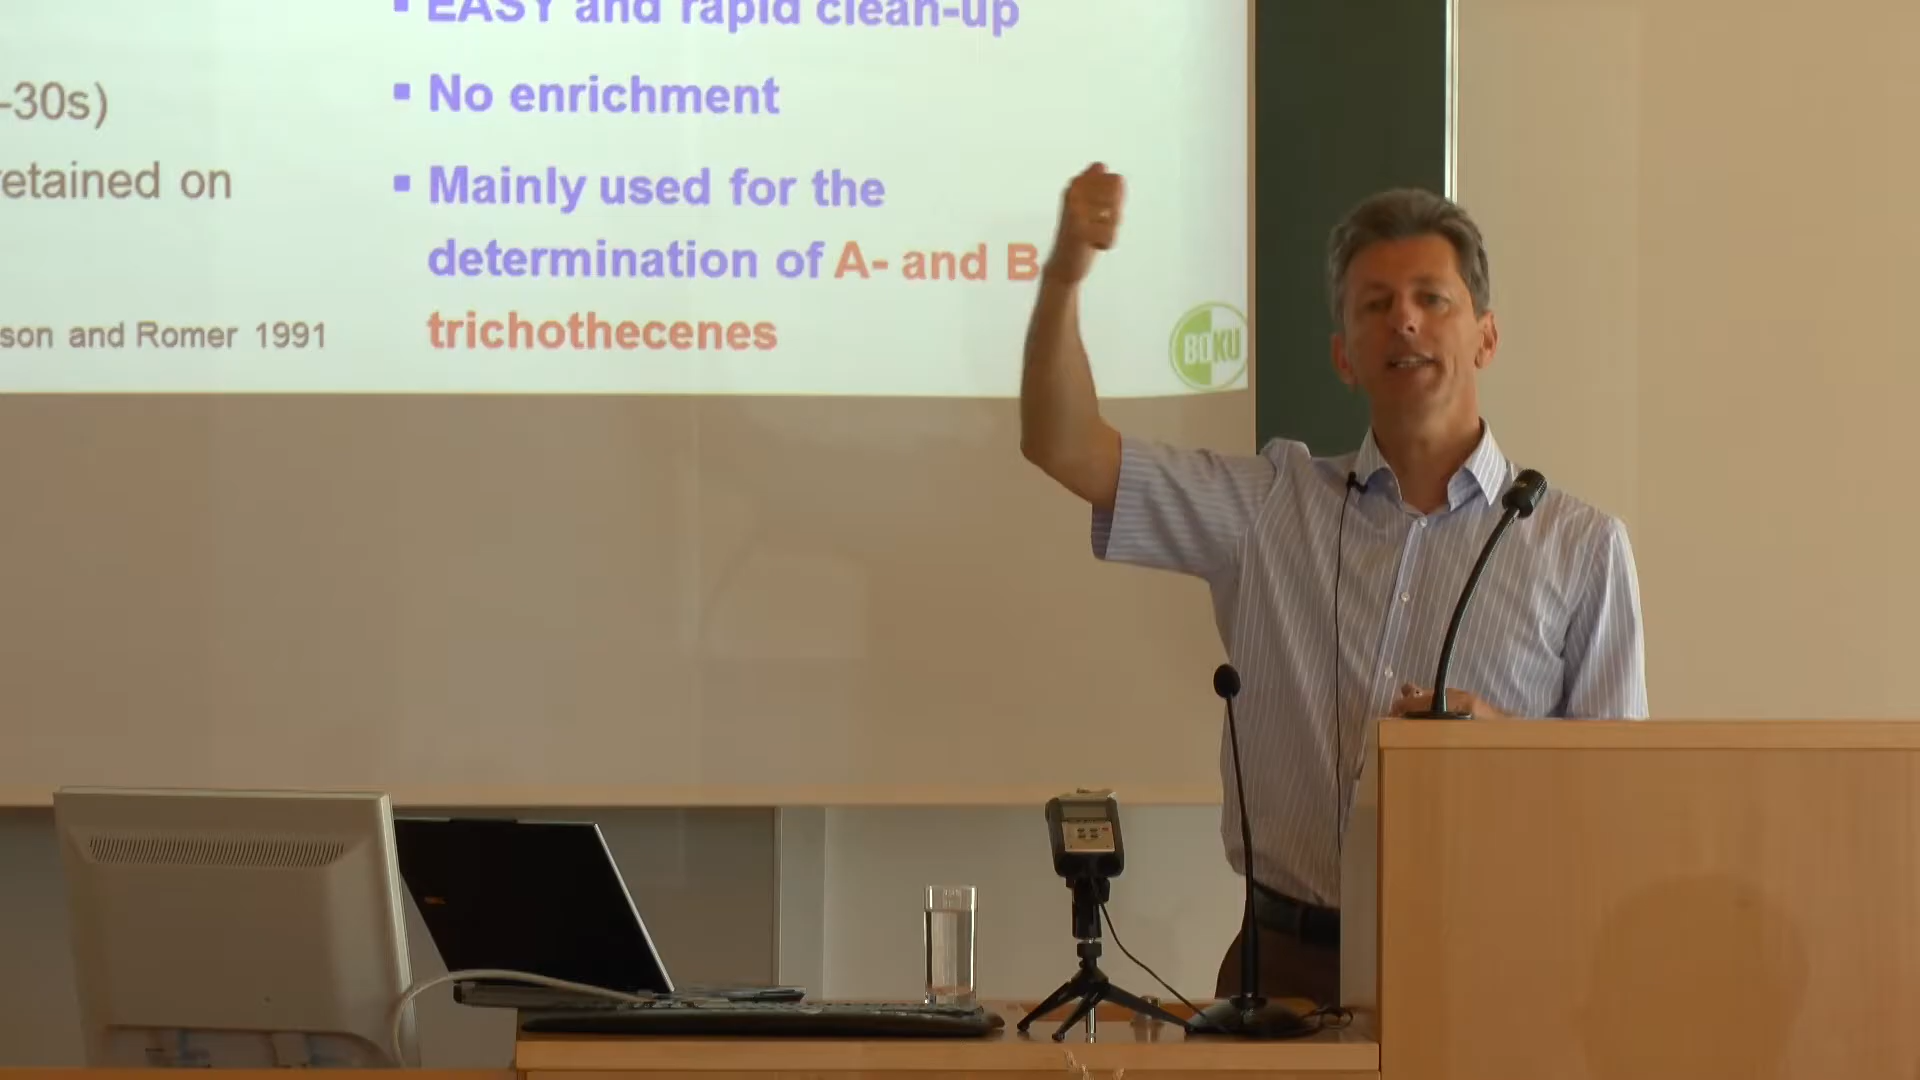 -30s)
retained on
son and Romer 1991
▪ EASY and rapid clean-up
▪ No enrichment
▪ Mainly used for the
determination of A- and B
trichothecenes
BOKU